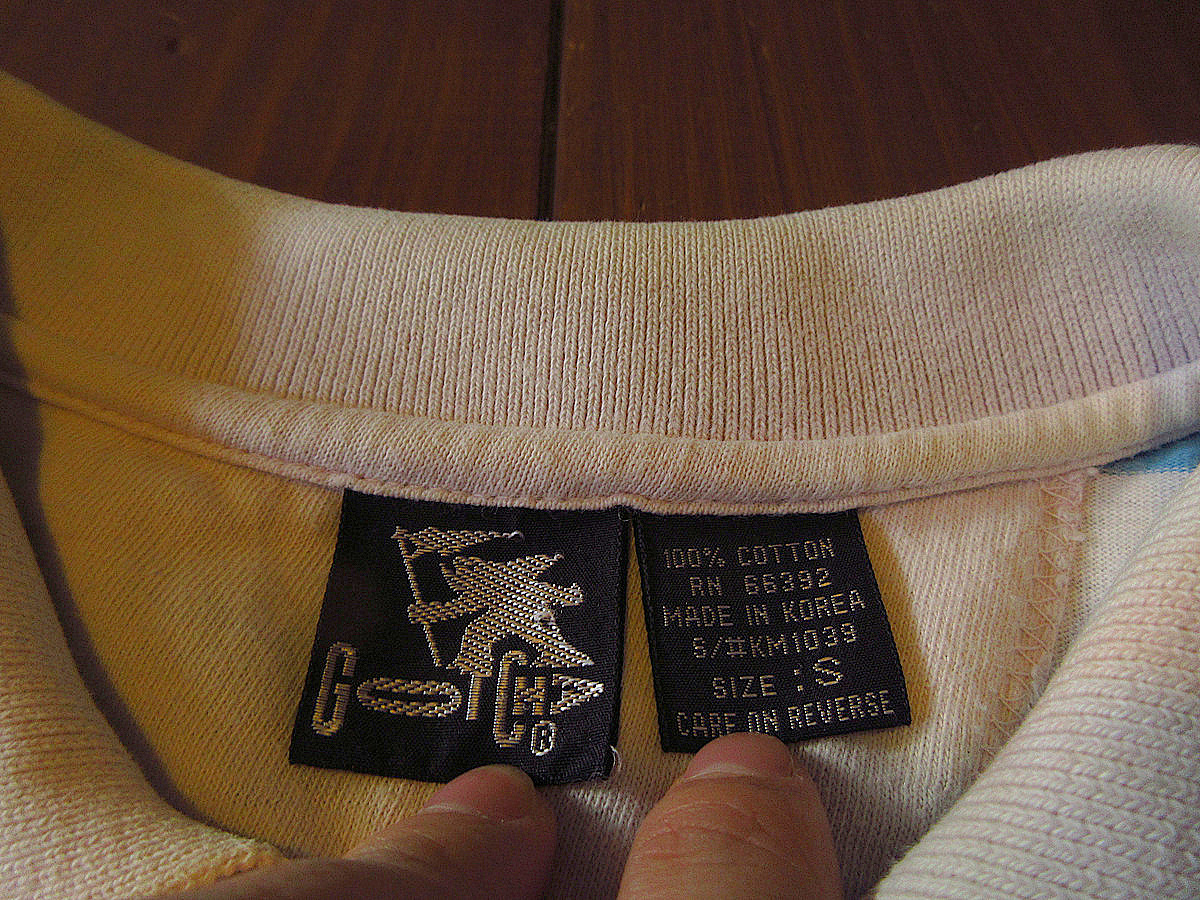 GOTCHA
®
100% COTTON
RN 66392
MADE IN KOREA
S/#KM1039
SIZE : S
CARE ON REVERSE